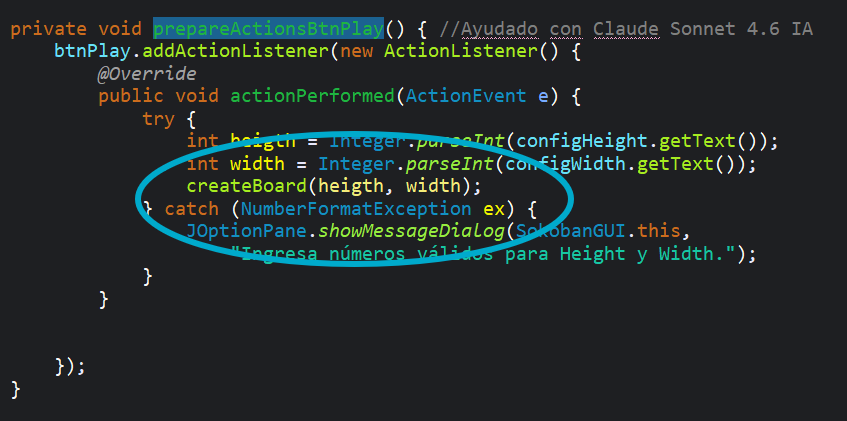 private void prepareActionsBtnPlay() { //Ayudado con Claude Sonnet 4.6 IA
btnPlay.addActionListener(new ActionListener() {
@Override
public void actionPerformed(ActionEvent e) {
try {
int heigth = Integer.parseInt(configHeight.getText());
int width = Integer.parseInt(configWidth.getText());
createBoard(heigth, width);
} catch (NumberFormatException ex) {
JOptionPane.showMessageDialog(SokobanGUI.this,
"Ingresa números válidos para Height y Width.");
}
}
});
}